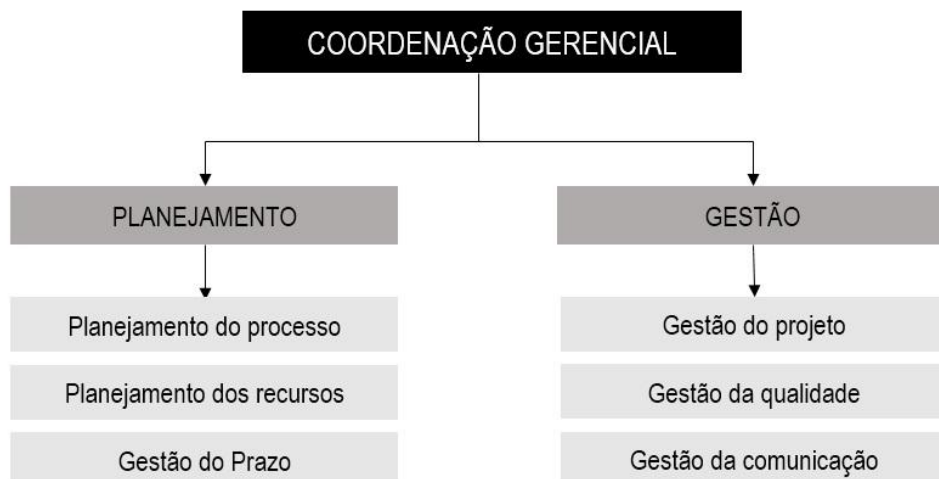 COORDENAÇÃO GERENCIAL
PLANEJAMENTO
Planejamento do processo
Planejamento dos recursos
Gestão do Prazo
GESTÃO
Gestão do projeto
Gestão da qualidade
Gestão da comunicação